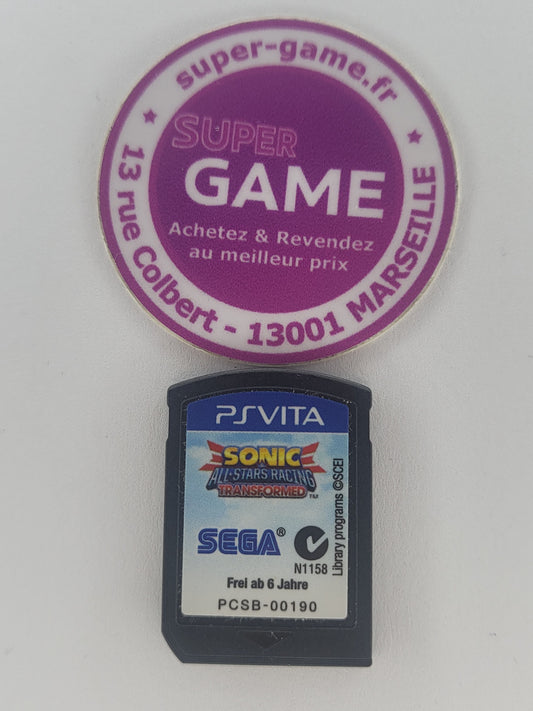 super-game.fr
SUPER
GAME
Achetez & Revendez
au meilleur prix
★ 13 rue Colbert - 13001 MARSEILLE ★
PSVITA
SONIC
ALL-STARS RACING
TRANSFORMED™
SEGA®
N1158
Library programs ©SCEI
Frei ab 6 Jahre
PCSB-00190